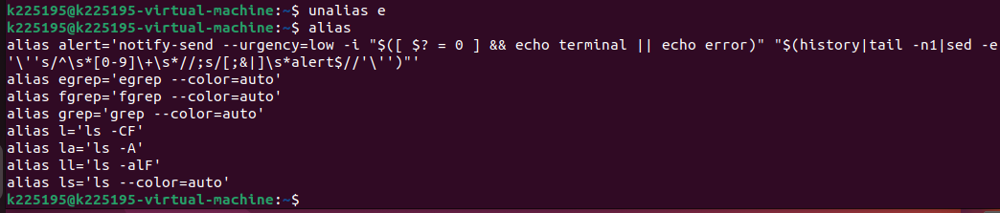 k225195@k225195-virtual-machine:~$ unalias e
k225195@k225195-virtual-machine:~$ alias
alias alert='notify-send --urgency=low -i "$([ $? = 0 ] && echo terminal || echo error)" "$(history|tail -n1|sed -e
'\''s/^\s*[0-9]\+\s*//;s/[;&|]\s*alert$//'\'')"'
alias egrep='egrep --color=auto'
alias fgrep='fgrep --color=auto'
alias grep='grep --color=auto'
alias l='ls -CF'
alias la='ls -A'
alias ll='ls -alF'
alias ls='ls --color=auto'
k225195@k225195-virtual-machine:~$